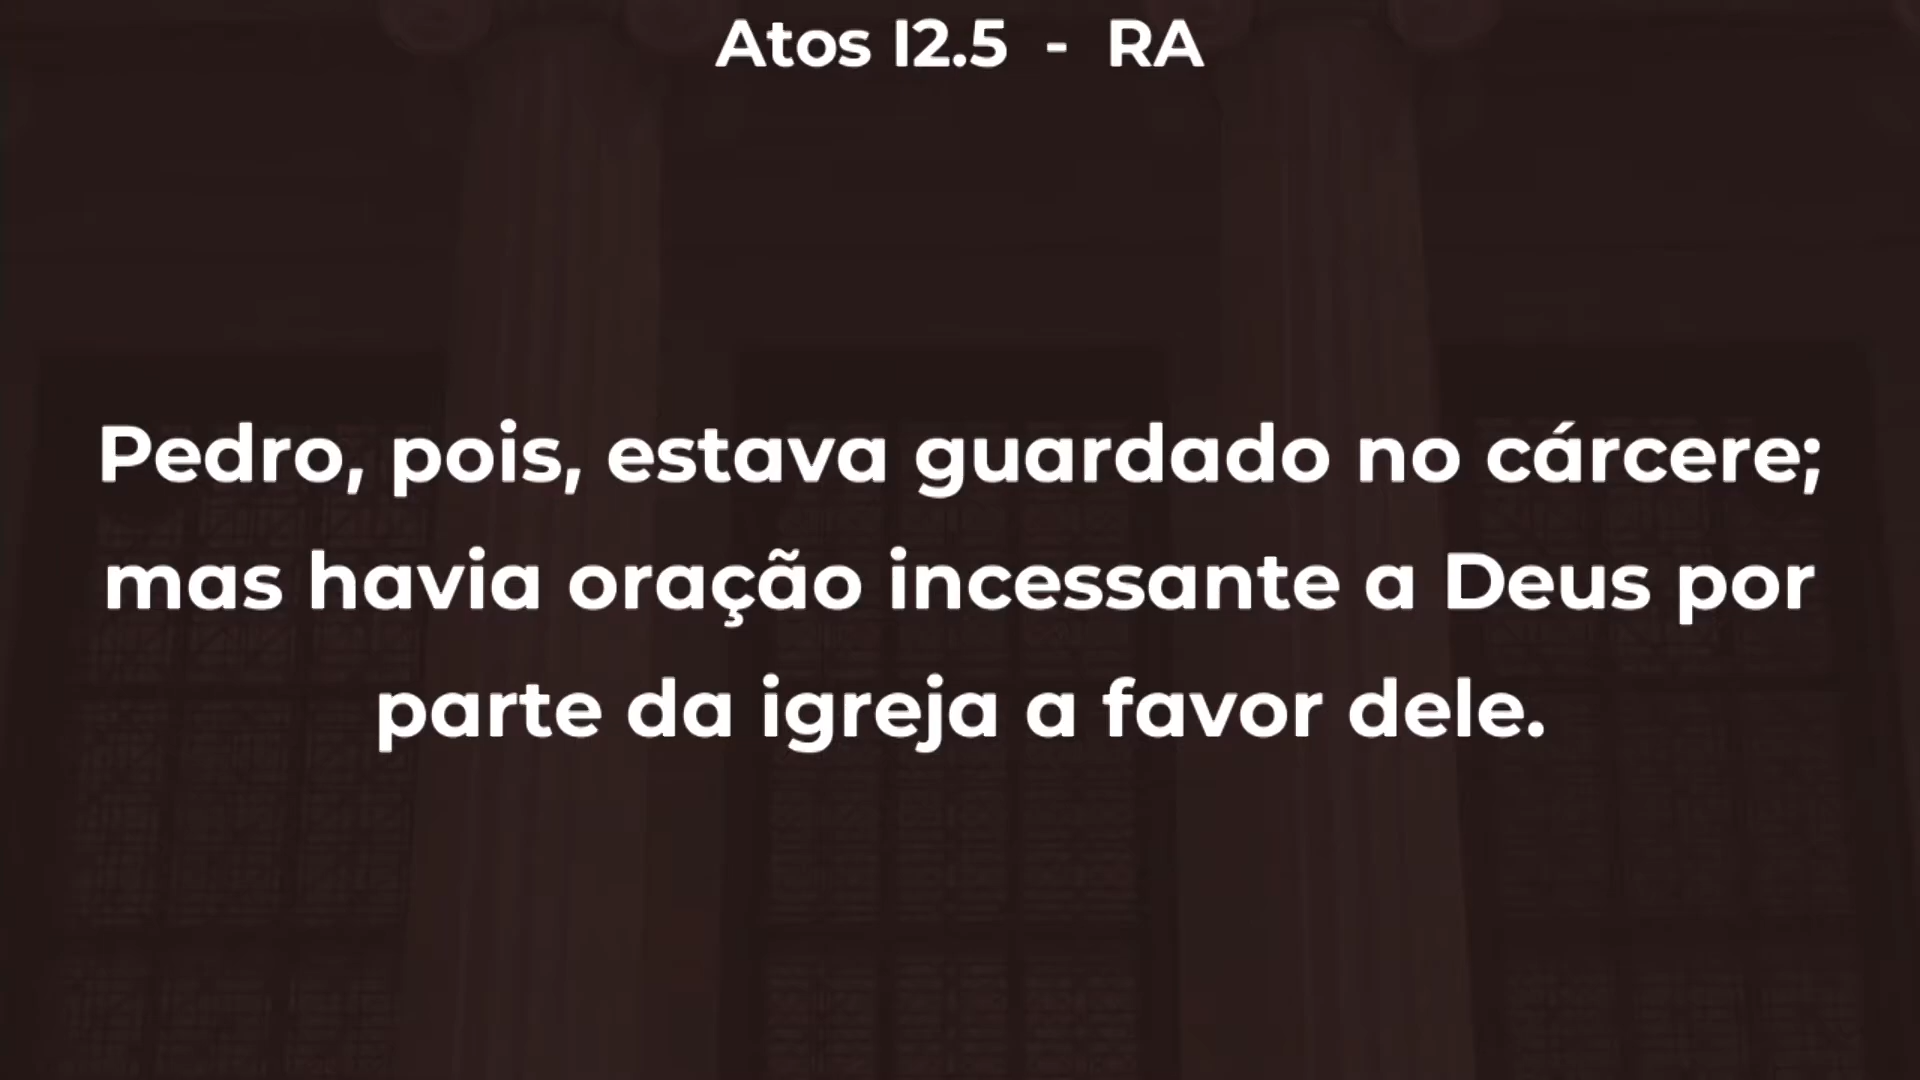 Atos 12.5 - RA
Pedro, pois, estava guardado no cárcere;
mas havia oração incessante a Deus por
parte da igreja a favor dele.